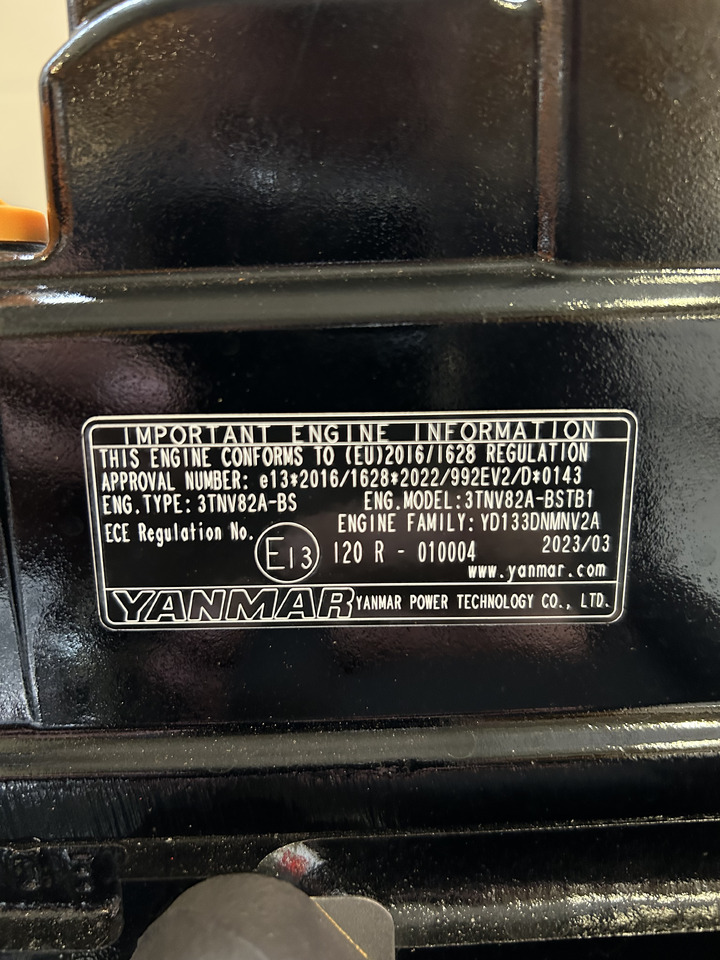 IMPORTANT ENGINE INFORMATION
THIS ENGINE CONFORMS TO (EU)2016/1628 REGULATION
APPROVAL NUMBER: e13*2016/1628*2022/992EV2/D*0143
ENG.TYPE: 3TNV82A-BS ENG.MODEL:3TNV82A-BSTB1
ENGINE FAMILY: YD133DNMNV2A
ECE Regulation No. E13 120 R - 010004 2023/03
www.yanmar.com
YANMAR YANMAR POWER TECHNOLOGY CO., LTD.